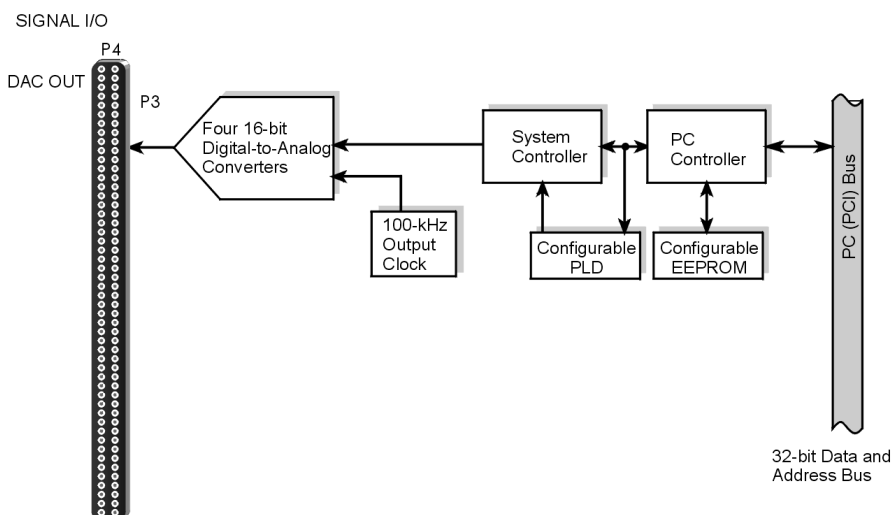 SIGNAL I/O
P4
DAC OUT
P3
Four 16-bit
Digital-to-Analog
Converters
100-kHz
Output
Clock
System
Controller
PC
Controller
Configurable
PLD
Configurable
EEPROM
PC (PCI) Bus
32-bit Data and
Address Bus